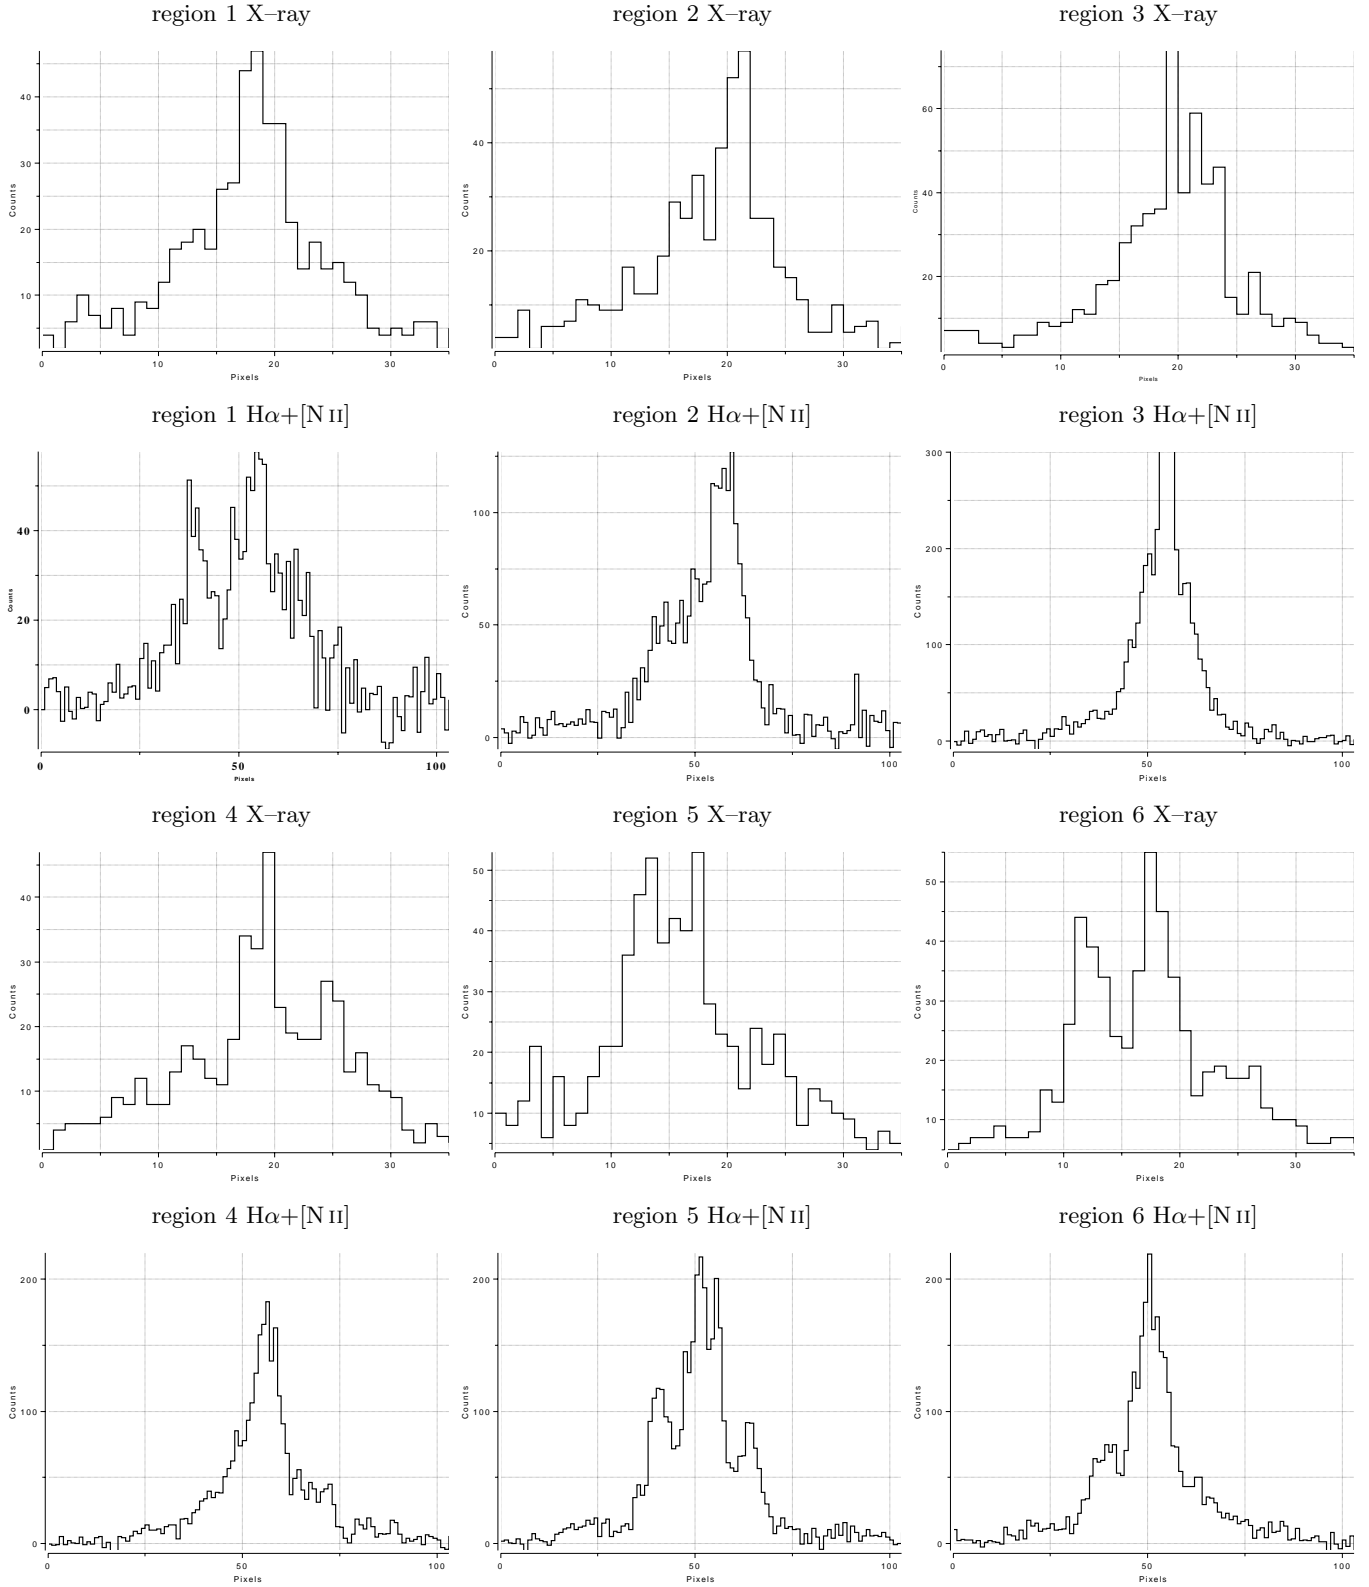 region 1 X–ray
region 2 X–ray
region 3 X–ray
40
30
20
10
Counts
0 10 20 30
Pixels
40
20
Counts
0 10 20 30
Pixels
60
40
20
Counts
0 10 20 30
Pixels
region 1 Hα+[N II]
region 2 Hα+[N II]
region 3 Hα+[N II]
40
20
0
Counts
0 50 100
Pixels
100
50
0
Counts
0 50 100
Pixels
300
200
100
0
Counts
0 50 100
Pixels
region 4 X–ray
region 5 X–ray
region 6 X–ray
40
30
20
10
Counts
0 10 20 30
Pixels
50
40
30
20
10
Counts
0 10 20 30
Pixels
50
40
30
20
10
Counts
0 10 20 30
Pixels
region 4 Hα+[N II]
region 5 Hα+[N II]
region 6 Hα+[N II]
200
100
0
Counts
0 50 100
Pixels
200
100
0
Counts
0 50 100
Pixels
200
100
0
Counts
0 50 100
Pixels